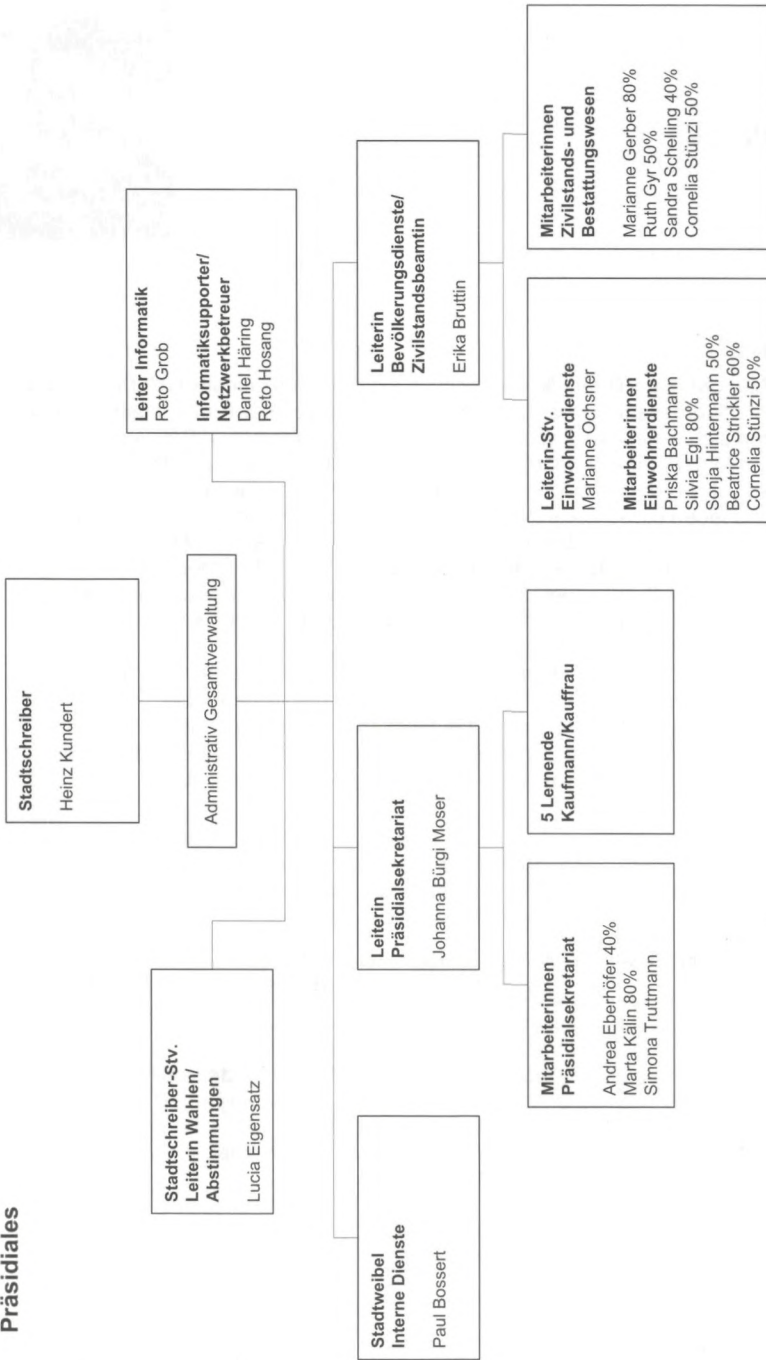 Präsidiales
Stadtschreiber
Heinz Kundert
Administrativ Gesamtverwaltung
Stadtschreiber-Stv.
Leiterin Wahlen/
Abstimmungen
Lucia Eigensatz
Leiter Informatik
Reto Grob
Informatiksupporter/
Netzwerkbetreuer
Daniel Häring
Reto Hosang
Stadtweibel
Interne Dienste
Paul Bossert
Leiterin
Präsidialsekretariat
Johanna Bürgi Moser
Leiterin
Bevölkerungsdienste/
Zivilstandsbeamtin
Erika Bruttin
Mitarbeiterinnen
Präsidialsekretariat
Andrea Eberhöfer 40%
Marta Kälin 80%
Simona Truttmann
5 Lernende
Kaufmann/Kauffrau
Leiterin-Stv.
Einwohnerdienste
Marianne Ochsner
Mitarbeiterinnen
Einwohnerdienste
Priska Bachmann
Silvia Egli 80%
Sonja Hintermann 50%
Beatrice Strickler 60%
Cornelia Stünzi 50%
Mitarbeiterinnen
Zivilstands- und
Bestattungswesen
Marianne Gerber 80%
Ruth Gyr 50%
Sandra Schelling 40%
Cornelia Stünzi 50%